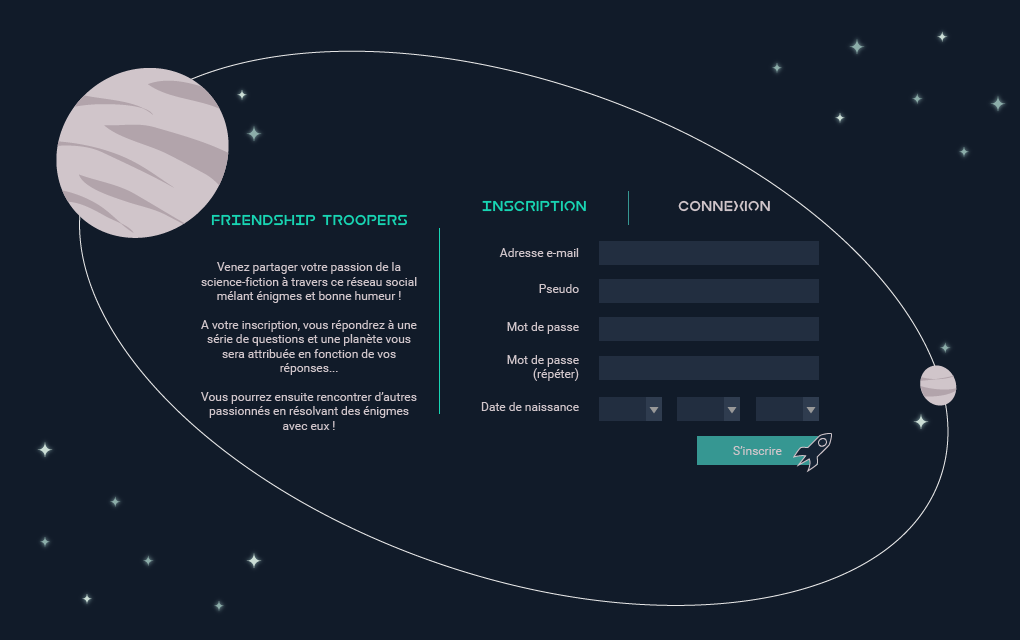 FRIENDSHIP TROOPERS
Venez partager votre passion de la
science-fiction à travers ce réseau social
mélant énigmes et bonne humeur !
A votre inscription, vous répondrez à une
série de questions et une planète vous
sera attribuée en fonction de vos
réponses...
Vous pourrez ensuite rencontrer d'autres
passionnés en résolvant des énigmes
avec eux !
INSCRIPTION
CONNEXION
Adresse e-mail
Pseudo
Mot de passe
Mot de passe
(répéter)
Date de naissance
S'inscrire